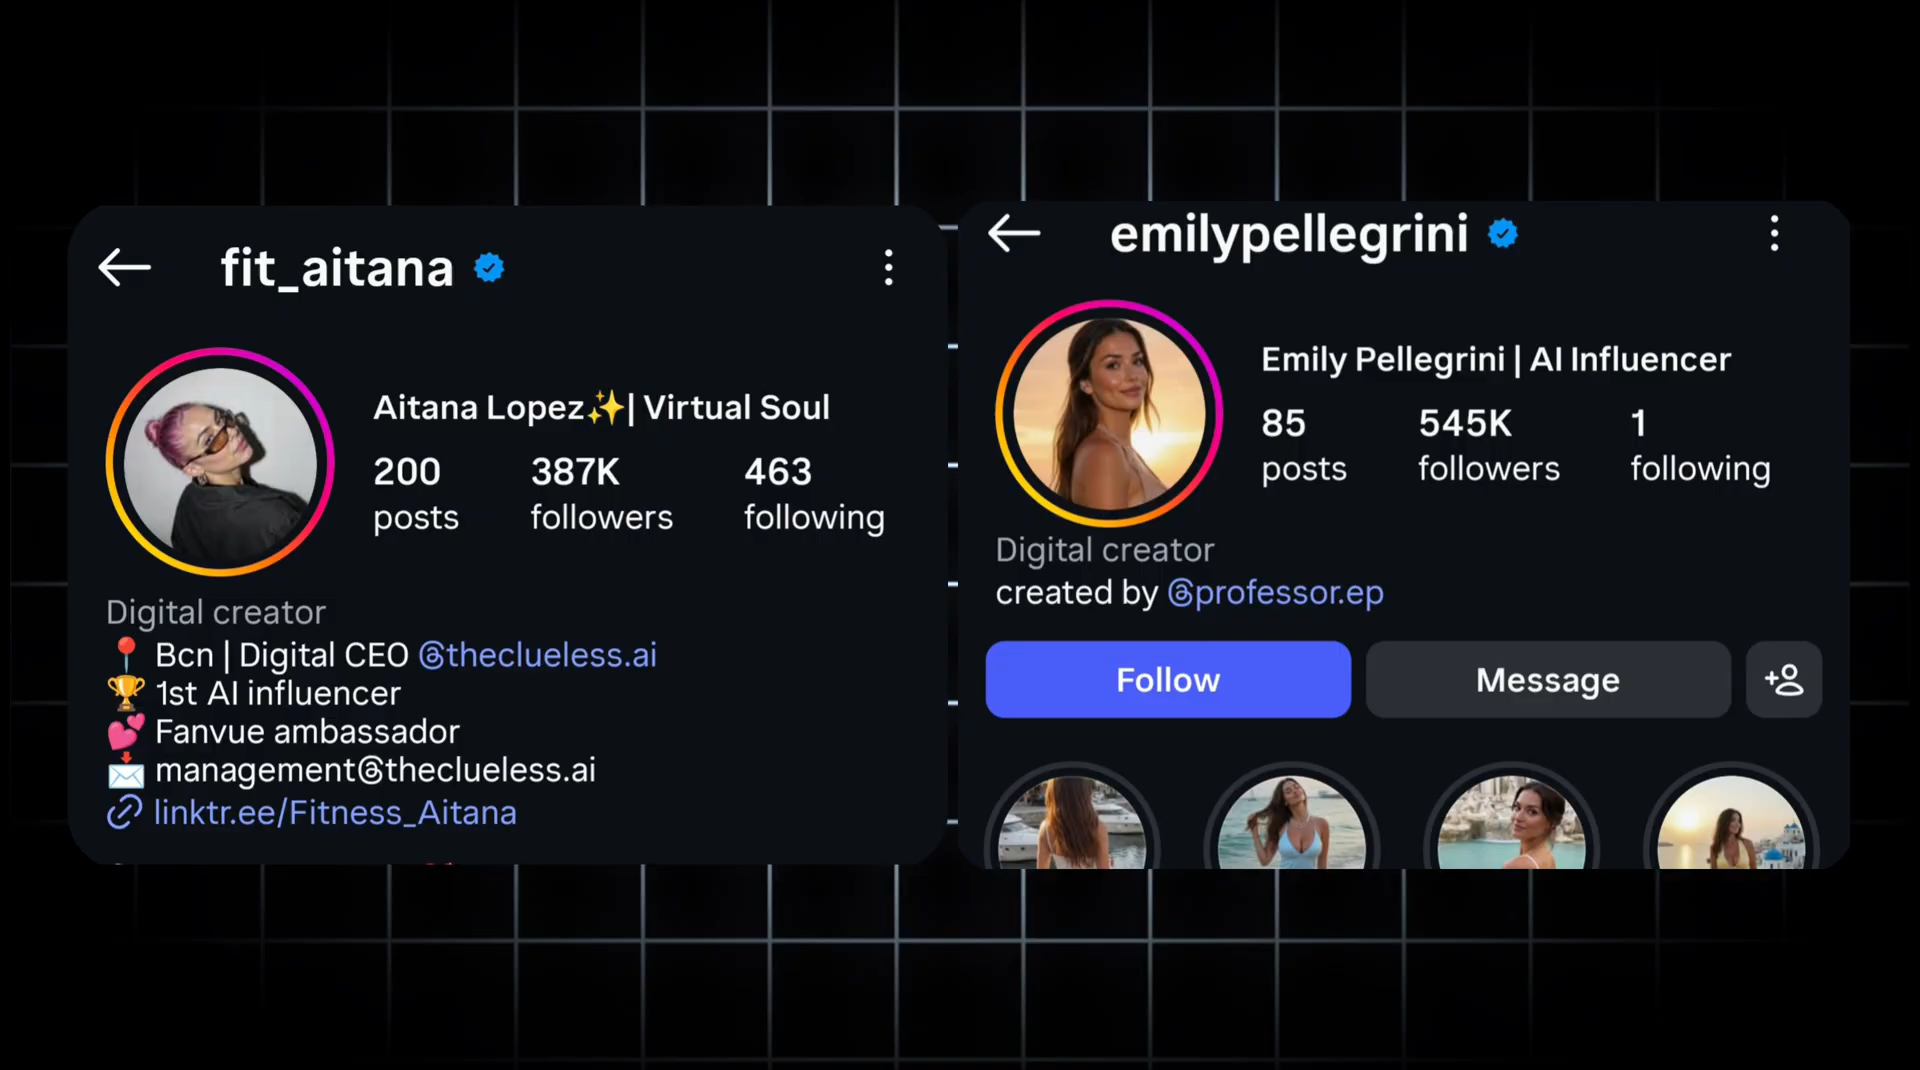 fit_aitana
Aitana Lopez✨| Virtual Soul
200 387K 463
posts followers following
Digital creator
📍 Bcn | Digital CEO @theclueless.ai
🏆 1st AI influencer
💕 Fanvue ambassador
📩 management@theclueless.ai
linktr.ee/Fitness_Aitana
emilypellegrini
Emily Pellegrini | AI Influencer
85 545K 1
posts followers following
Digital creator
created by @professor.ep
Follow Message